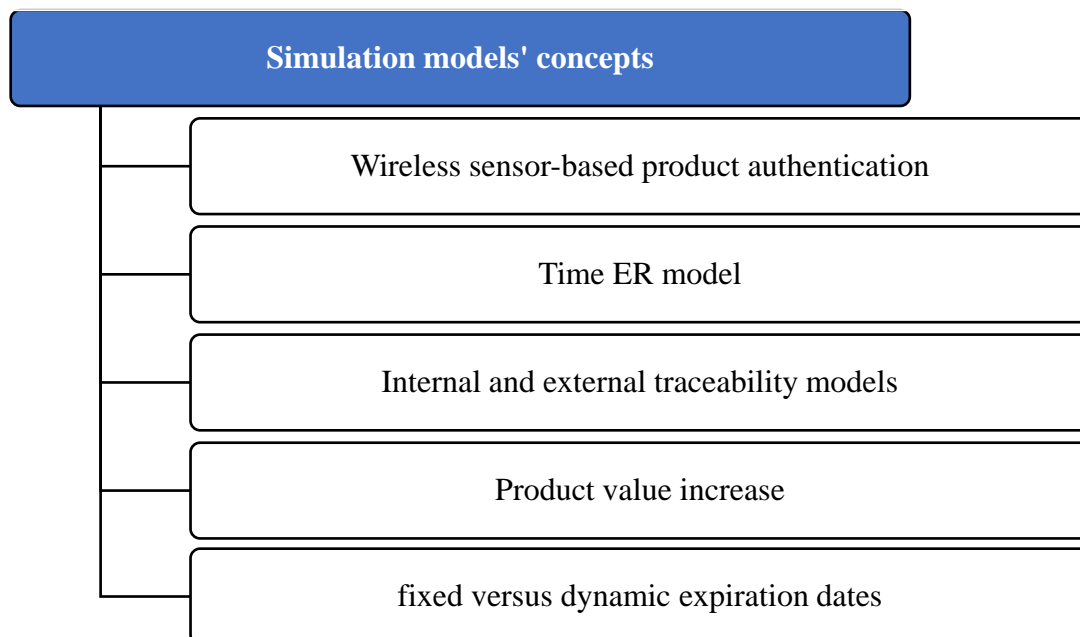 Simulation models' concepts
Wireless sensor-based product authentication
Time ER model
Internal and external traceability models
Product value increase
fixed versus dynamic expiration dates